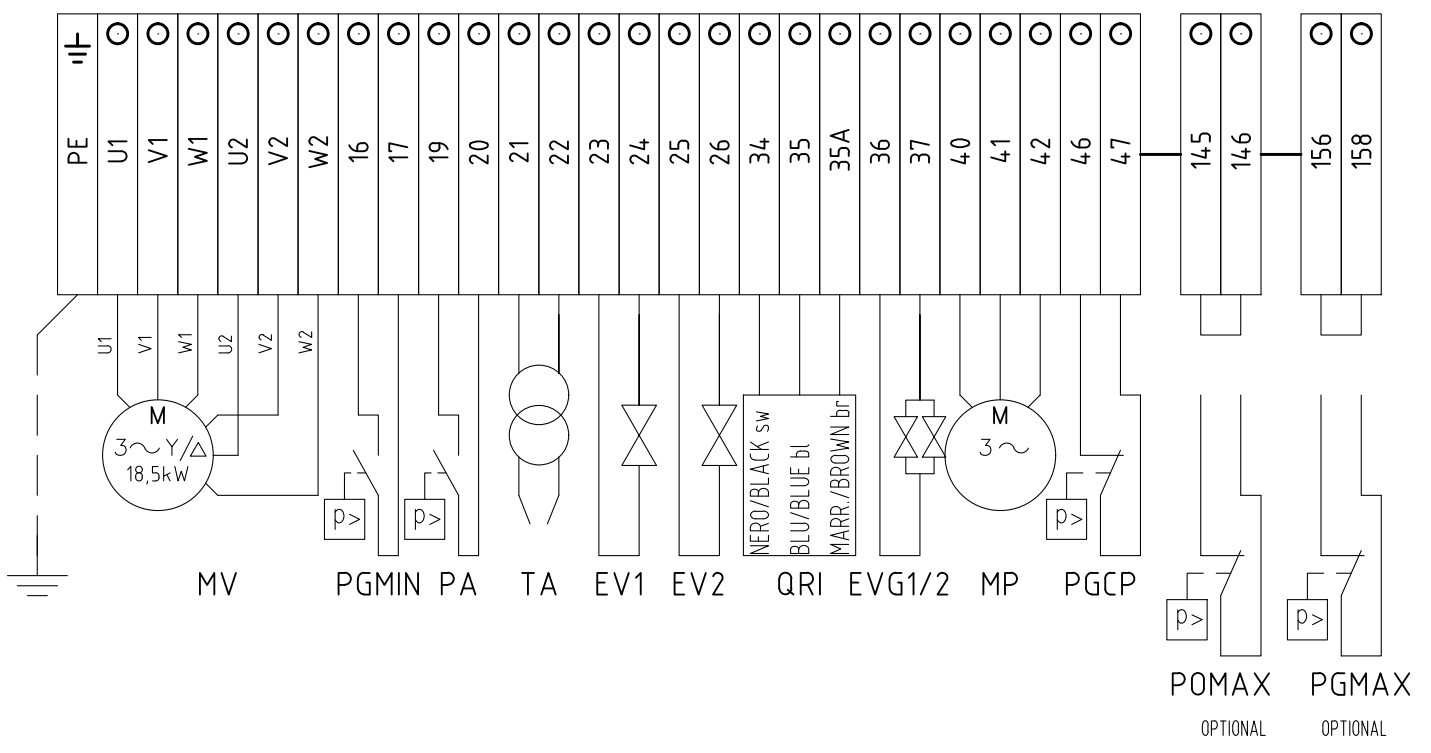 PE U1 V1 W1 U2 V2 W2 16 17 19 20 21 22 23 24 25 26 34 35 35A 36 37 40 41 42 46 47 145 146 156 158
U1 V1 W1 U2 V2 W2
M
3~ Y/△
18,5kW
p>
p>
NERO/BLACK sw
BLU/BLUE bl
MARR./BROWN br
M
3~
p>
MV PGMIN PA TA EV1 EV2 QRI EVG1/2 MP PGCP
p>
p>
POMAX PGMAX
OPTIONAL OPTIONAL